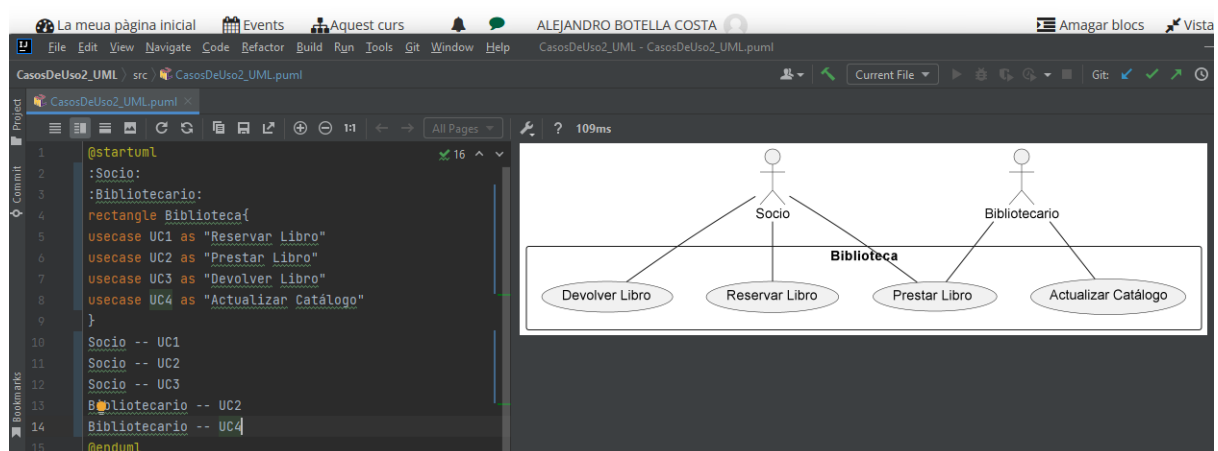 La meua pàgina inicial Events Aquest curs ALEJANDRO BOTELLA COSTA Amagar blocs Vista
File Edit View Navigate Code Refactor Build Run Tools Git Window Help CasosDeUso2_UML - CasosDeUso2_UML.puml
CasosDeUso2_UML src CasosDeUso2_UML.puml Current File Git:
CasosDeUso2_UML.puml
Project
Commit
Bookmarks
1:1 All Pages ? 109ms
16
1 @startuml
2 :Socio:
3 :Bibliotecario:
4 rectangle Biblioteca{
5 usecase UC1 as "Reservar Libro"
6 usecase UC2 as "Prestar Libro"
7 usecase UC3 as "Devolver Libro"
8 usecase UC4 as "Actualizar Catálogo"
9 }
10 Socio -- UC1
11 Socio -- UC2
12 Socio -- UC3
13 Bibliotecario -- UC2
14 Bibliotecario -- UC4
15 @enduml
Socio Bibliotecario
Biblioteca
Devolver Libro Reservar Libro Prestar Libro Actualizar Catálogo